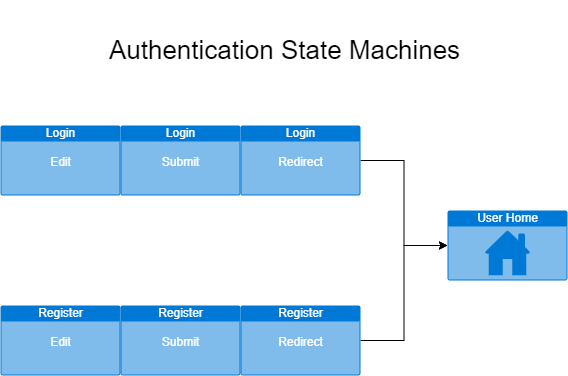 Authentication State Machines
Login Login Login
Edit Submit Redirect
User Home
Register Register Register
Edit Submit Redirect